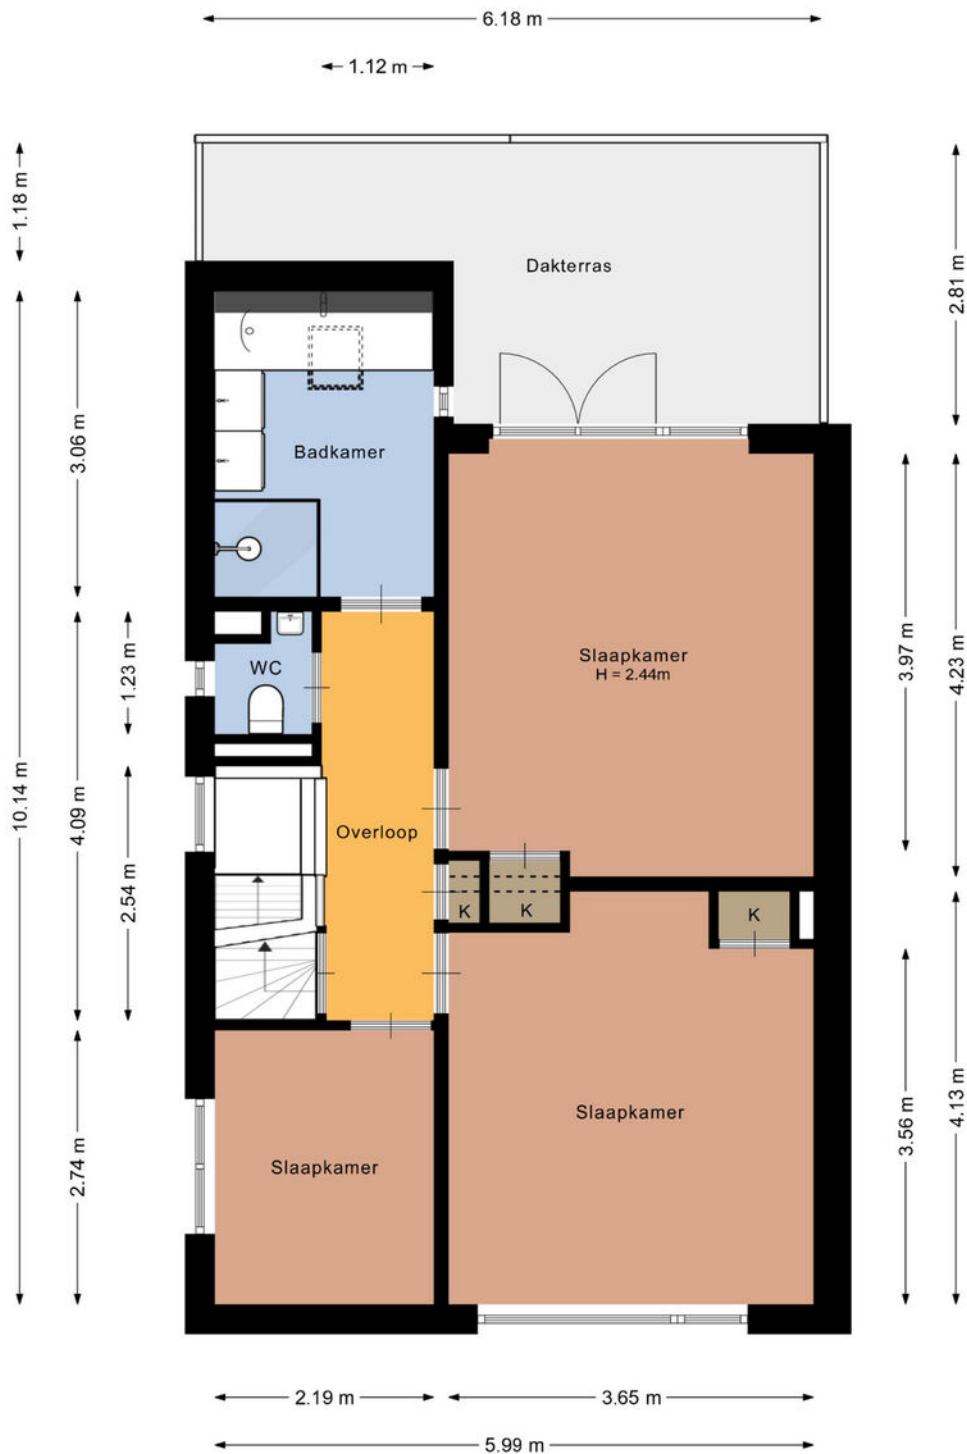 6.18 m
1.12 m
1.18 m
2.81 m
Dakterras
3.06 m
Badkamer
10.14 m
4.09 m
1.23 m
WC
Slaapkamer
H = 2.44m
3.97 m
4.23 m
2.54 m
Overloop
K
K
K
2.74 m
Slaapkamer
Slaapkamer
3.56 m
4.13 m
2.19 m
3.65 m
5.99 m